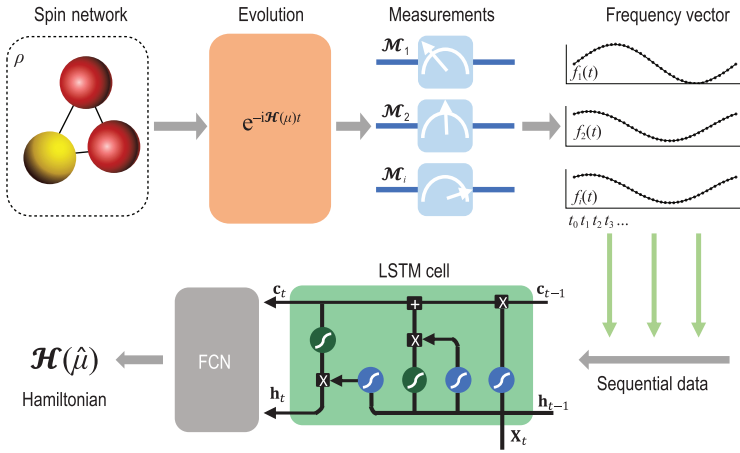 Spin network
Evolution
Measurements
Frequency vector
ρ
e^{−iℋ(μ)t}
ℳ₁
ℳ₂
ℳᵢ
f₁(t)
f₂(t)
fᵢ(t)
t₀ t₁ t₂ t₃ ...
LSTM cell
c_t
c_{t−1}
+
X
X
X
FCN
ℋ(μ̂)
Hamiltonian
h_t
h_{t−1}
X_t
Sequential data